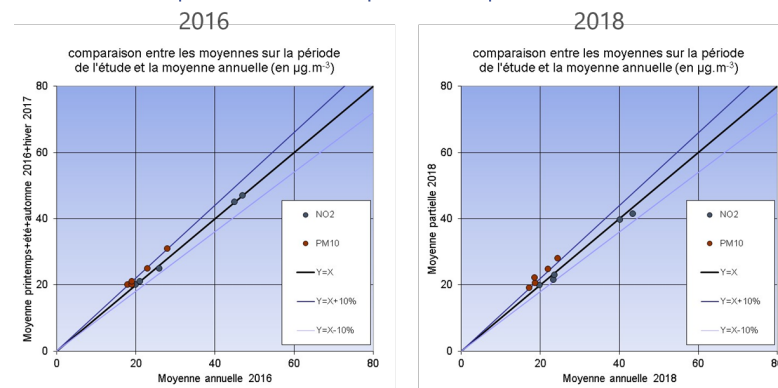 2016
comparaison entre les moyennes sur la période
de l'étude et la moyenne annuelle (en µg.m-3)
80
60
40
20
0
0
20
40
60
80
Moyenne printemps+été+automne 2016+hiver 2017
Moyenne annuelle 2016
NO2
PM10
Y=X
Y=X+10%
Y=X-10%
2018
comparaison entre les moyennes sur la période
de l'étude et la moyenne annuelle (en µg.m-3)
80
60
40
20
0
0
20
40
60
80
Moyenne partielle 2018
Moyenne annuelle 2018
NO2
PM10
Y=X
Y=X+10%
Y=X-10%